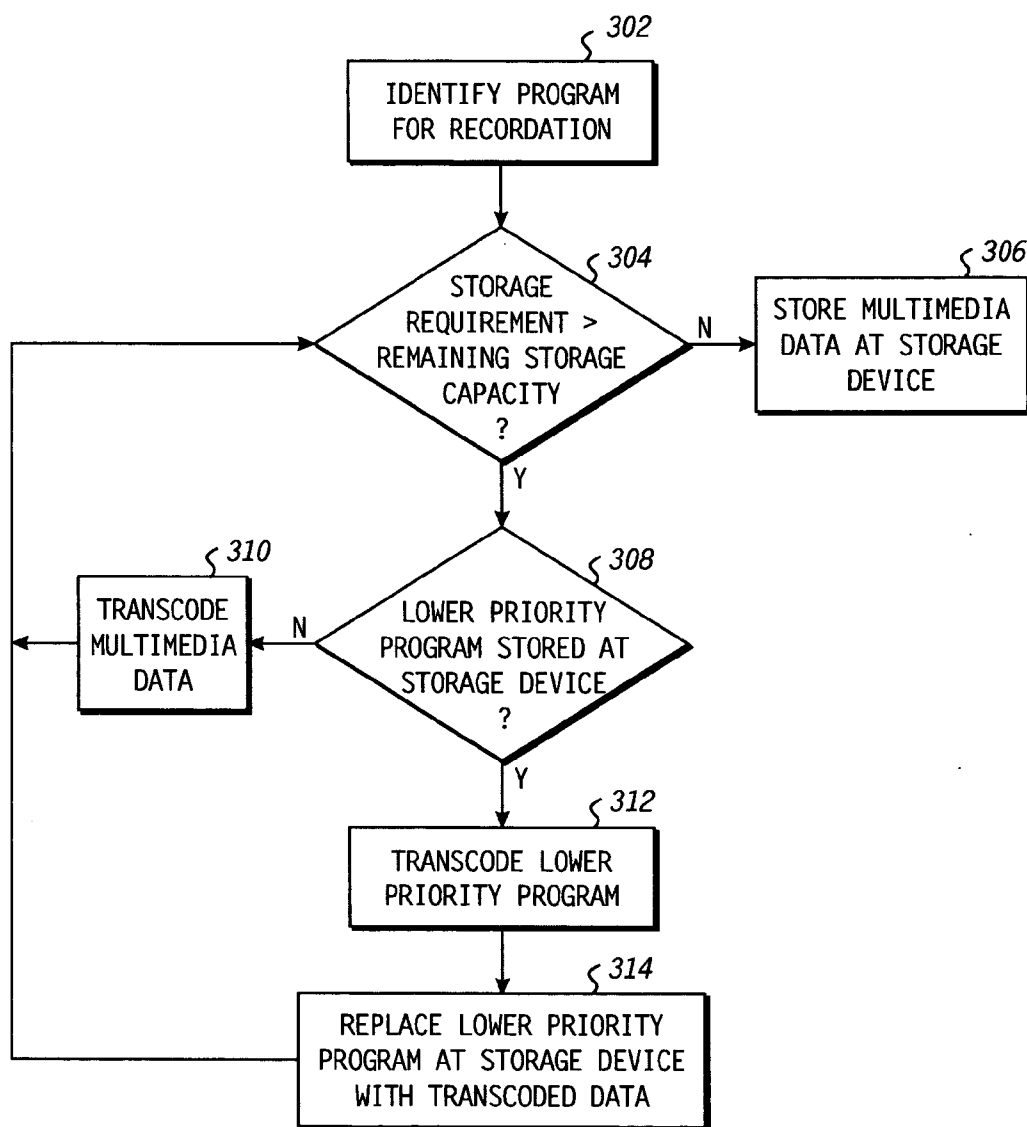 302
IDENTIFY PROGRAM
FOR RECORDATION
304
STORAGE
REQUIREMENT >
REMAINING STORAGE
CAPACITY
?
N
306
STORE MULTIMEDIA
DATA AT STORAGE
DEVICE
Y
308
LOWER PRIORITY
PROGRAM STORED AT
STORAGE DEVICE
?
N
310
TRANSCODE
MULTIMEDIA
DATA
Y
312
TRANSCODE LOWER
PRIORITY PROGRAM
314
REPLACE LOWER PRIORITY
PROGRAM AT STORAGE DEVICE
WITH TRANSCODED DATA